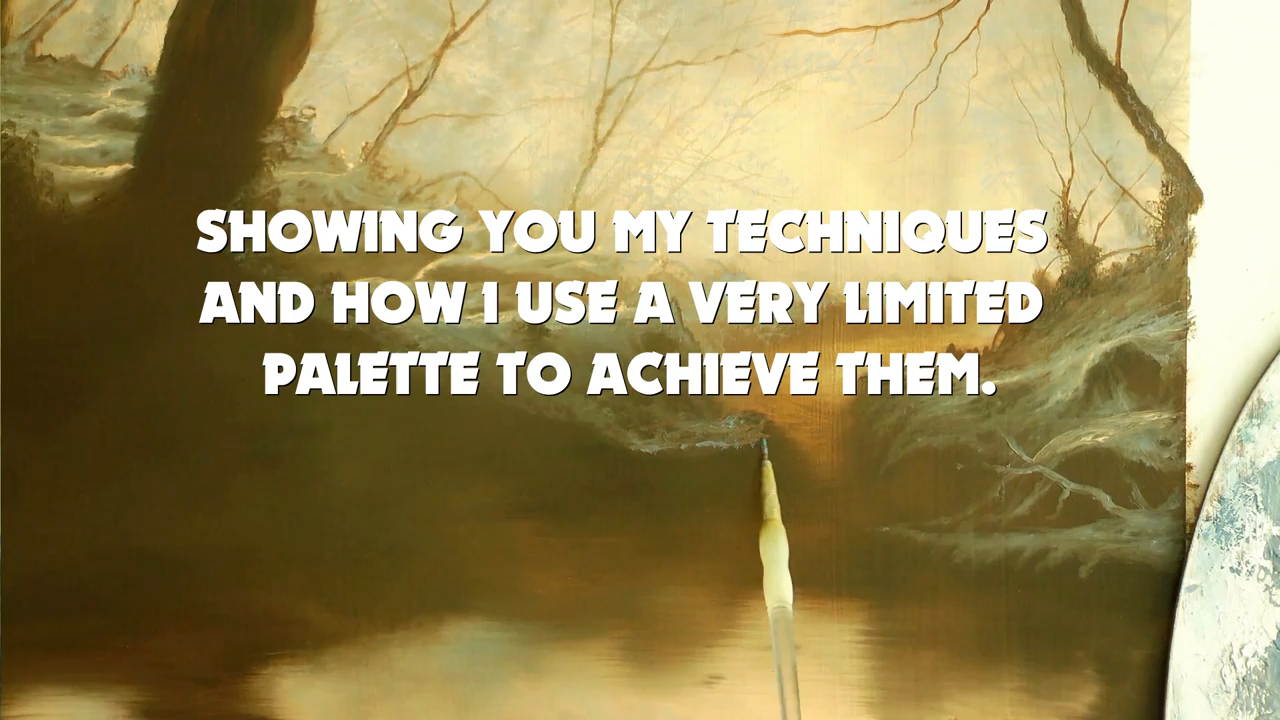 SHOWING YOU MY TECHNIQUES
AND HOW I USE A VERY LIMITED
PALETTE TO ACHIEVE THEM.